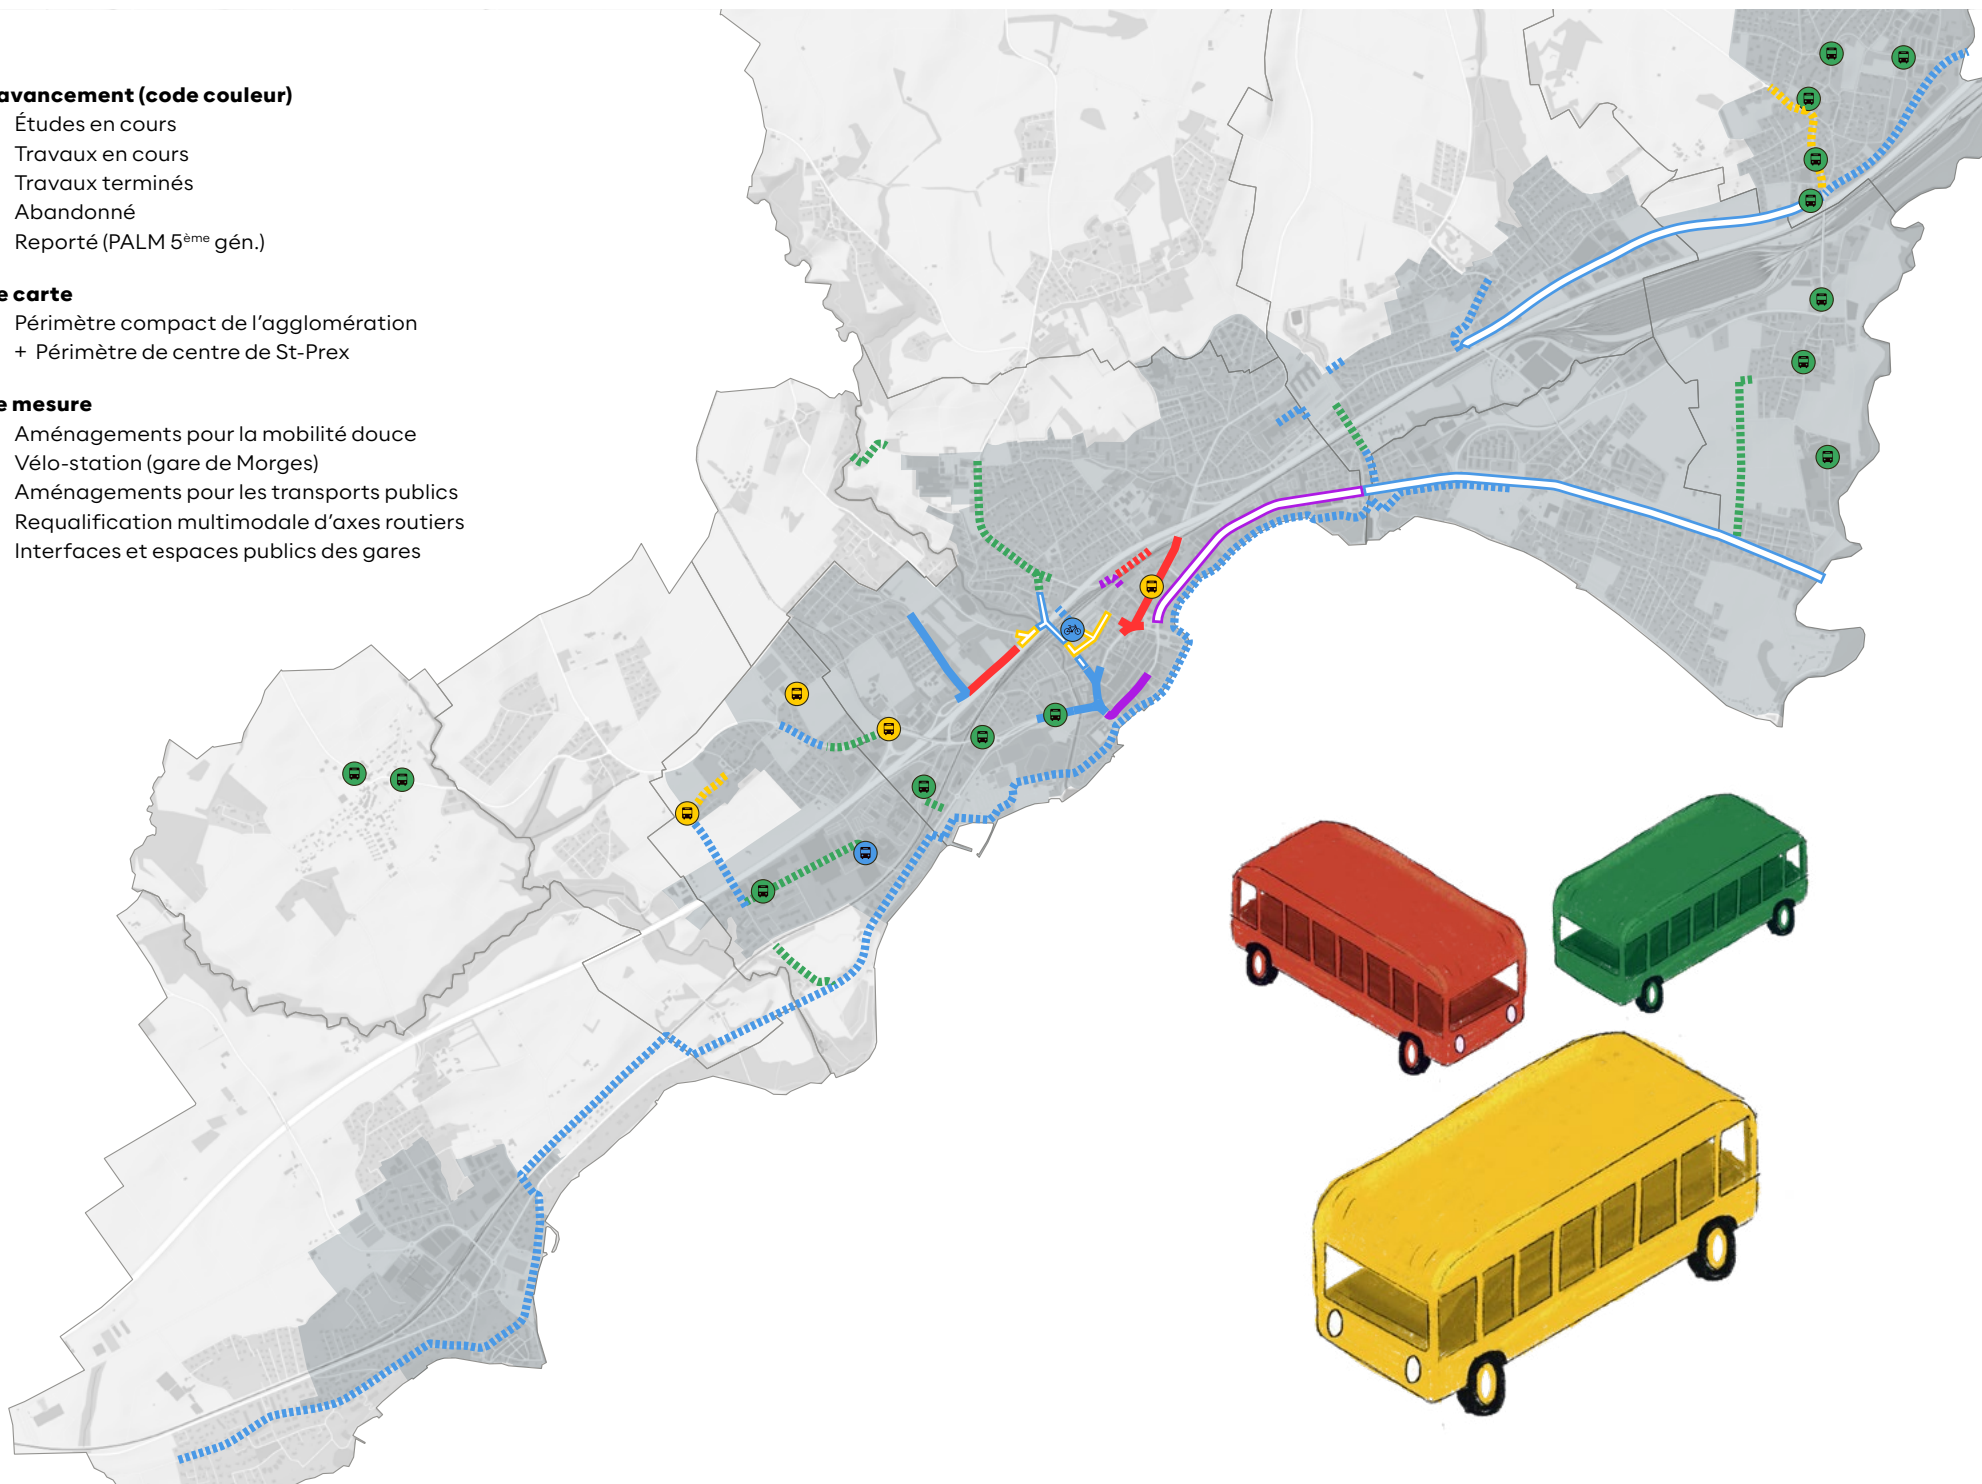 avancement (code couleur)
Études en cours
Travaux en cours
Travaux terminés
Abandonné
Reporté (PALM 5ème gén.)
e carte
Périmètre compact de l'agglomération
+ Périmètre de centre de St-Prex
e mesure
Aménagements pour la mobilité douce
Vélo-station (gare de Morges)
Aménagements pour les transports publics
Requalification multimodale d'axes routiers
Interfaces et espaces publics des gares